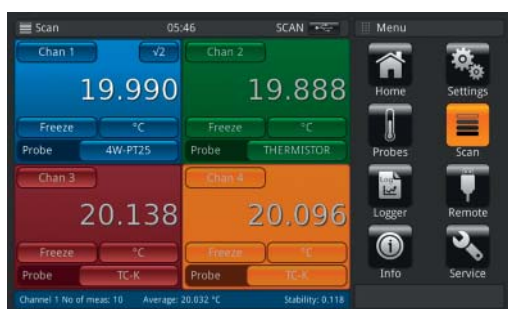 Scan 05:46 SCAN
Menu
Chan 1 √2 Chan 2
19.990 19.888
Freeze °C Freeze °C
Probe 4W-PT25 Probe THERMISTOR
Chan 3 Chan 4
20.138 20.096
Freeze °C Freeze °C
Probe TC-K Probe TC-K
Channel 1 No of meas: 10 Average: 20.032 °C Stability: 0.118
Home Settings
Probes Scan
Log
Logger Remote
Info Service